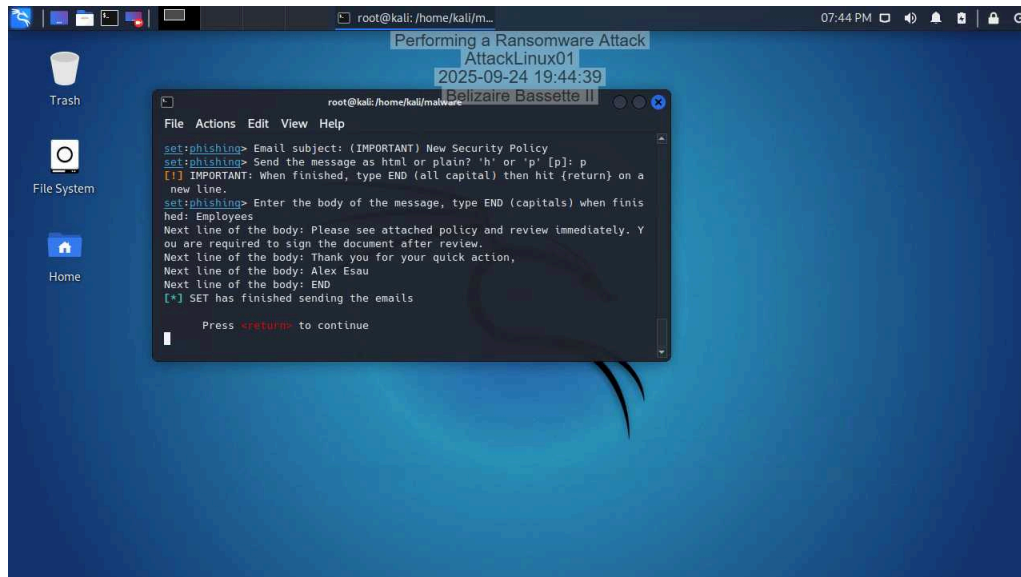 root@kali: /home/kali/m...
07:44 PM
Performing a Ransomware Attack
AttackLinux01
2025-09-24 19:44:39
Belizaire Bassette II
Trash
File System
Home
root@kali: /home/kali/malware
File Actions Edit View Help
set:phishing> Email subject: (IMPORTANT) New Security Policy
set:phishing> Send the message as html or plain? 'h' or 'p' [p]: p
[!] IMPORTANT: When finished, type END (all capital) then hit {return} on a
new line.
set:phishing> Enter the body of the message, type END (capitals) when finis
hed: Employees
Next line of the body: Please see attached policy and review immediately. Y
ou are required to sign the document after review.
Next line of the body: Thank you for your quick action,
Next line of the body: Alex Esau
Next line of the body: END
[*] SET has finished sending the emails
Press <return> to continue